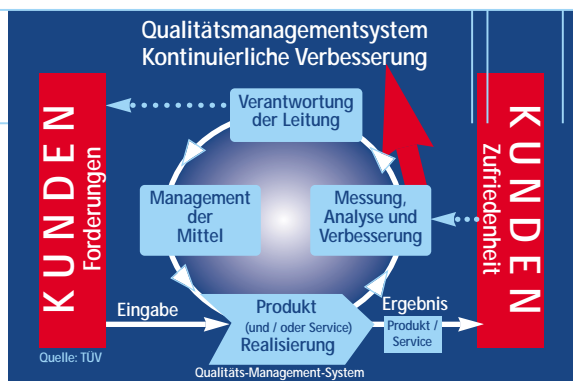 Qualitätsmanagementsystem
Kontinuierliche Verbesserung
KUNDEN
Forderungen
Verantwortung
der Leitung
Management
der
Mittel
Messung,
Analyse und
Verbesserung
KUNDEN
Zufriedenheit
Eingabe
Produkt
(und / oder Service)
Realisierung
Ergebnis
Produkt /
Service
Quelle: TÜV
Qualitäts-Management-System